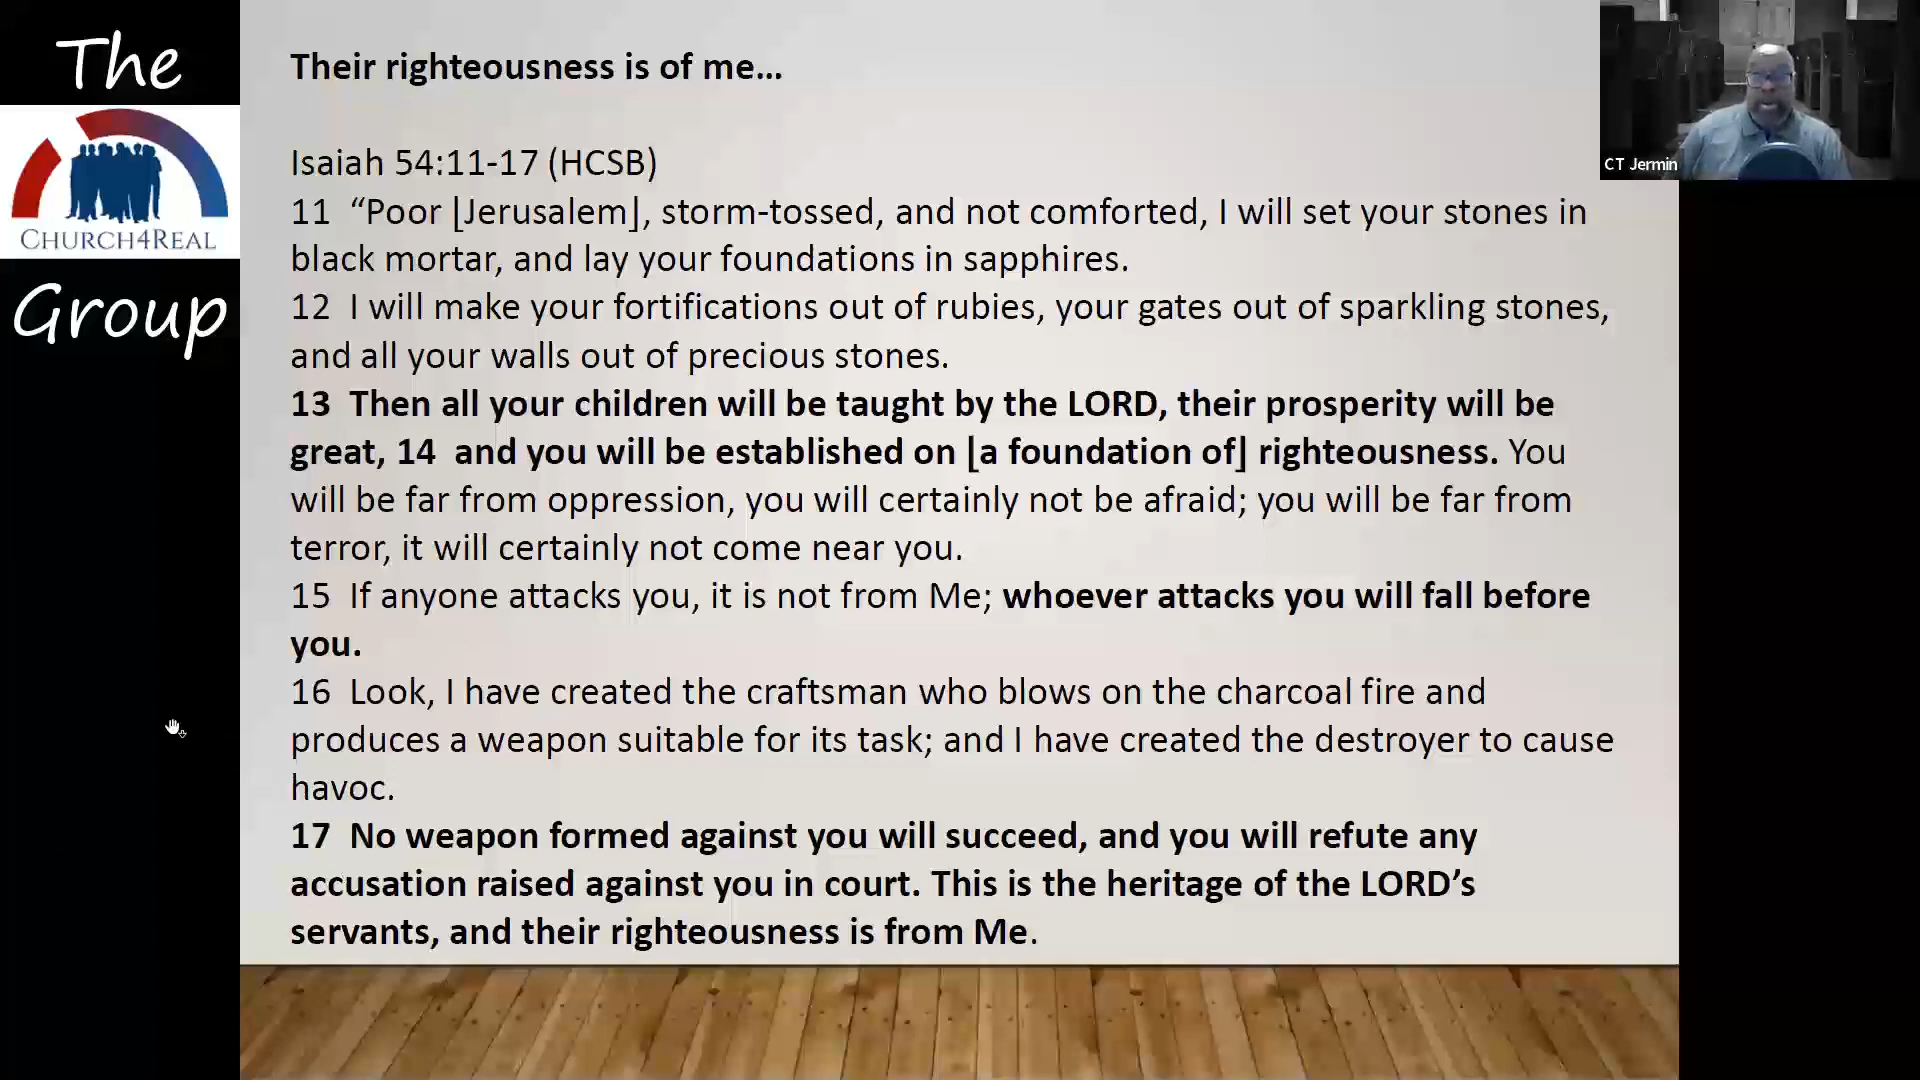 The
CHURCH4REAL
Group
Their righteousness is of me...
Isaiah 54:11-17 (HCSB)
11 “Poor ⌊Jerusalem⌋, storm-tossed, and not comforted, I will set your stones in
black mortar, and lay your foundations in sapphires.
12 I will make your fortifications out of rubies, your gates out of sparkling stones,
and all your walls out of precious stones.
13 Then all your children will be taught by the LORD, their prosperity will be
great, 14 and you will be established on ⌊a foundation of⌋ righteousness. You
will be far from oppression, you will certainly not be afraid; you will be far from
terror, it will certainly not come near you.
15 If anyone attacks you, it is not from Me; whoever attacks you will fall before
you.
16 Look, I have created the craftsman who blows on the charcoal fire and
produces a weapon suitable for its task; and I have created the destroyer to cause
havoc.
17 No weapon formed against you will succeed, and you will refute any
accusation raised against you in court. This is the heritage of the LORD’s
servants, and their righteousness is from Me.
CT Jermin